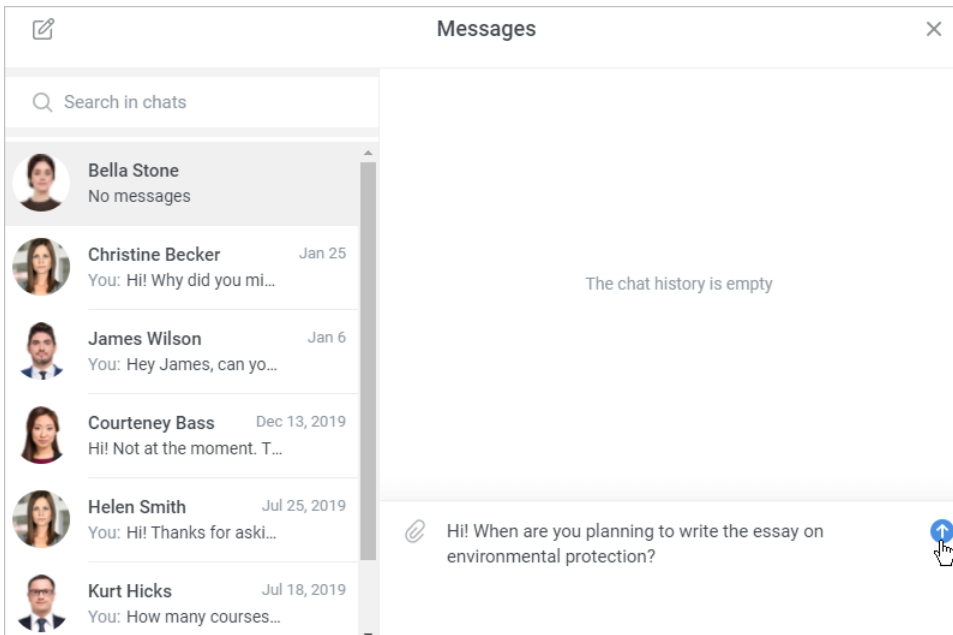 Messages
Search in chats
Bella Stone
No messages
Christine Becker Jan 25
You: Hi! Why did you mi...
James Wilson Jan 6
You: Hey James, can yo...
Courteney Bass Dec 13, 2019
Hi! Not at the moment. T...
Helen Smith Jul 25, 2019
You: Hi! Thanks for aski...
Kurt Hicks Jul 18, 2019
You: How many courses...
The chat history is empty
Hi! When are you planning to write the essay on
environmental protection?